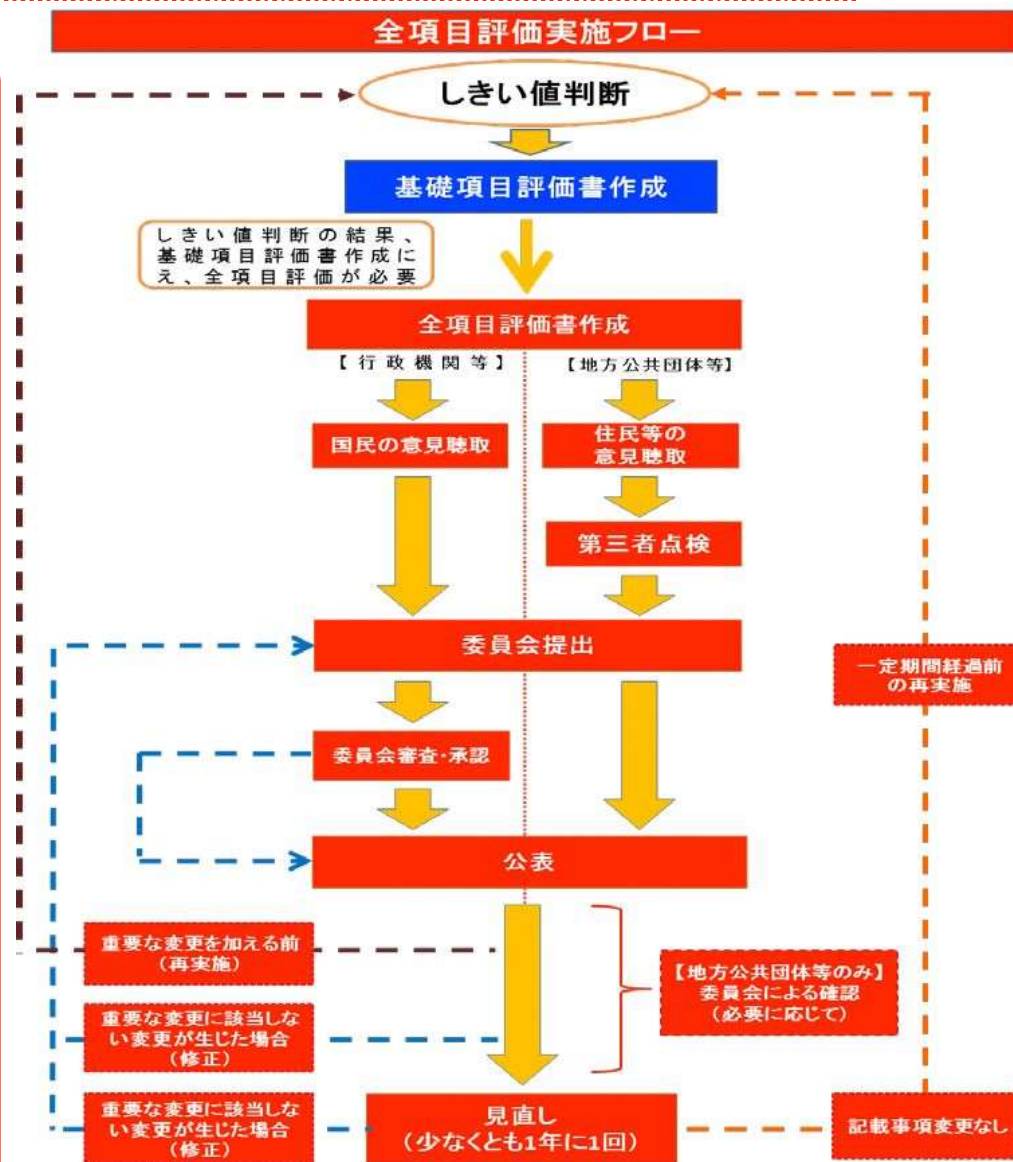 全項目評価実施フロー
しきい値判断
基礎項目評価書作成
しきい値判断の結果、
基礎項目評価書作成に
え、全項目評価が必要
全項目評価書作成
【行政機関等】
【地方公共団体等】
国民の意見聴取
住民等の
意見聴取
第三者点検
委員会提出
一定期間経過前
の再実施
委員会審査・承認
公表
重要な変更を加える前
(再実施)
【地方公共団体等のみ】
委員会による確認
(必要に応じて)
重要な変更に該当しな
い変更が生じた場合
(修正)
重要な変更に該当しな
い変更が生じた場合
(修正)
見直し
(少なくとも1年に1回)
記載事項変更なし